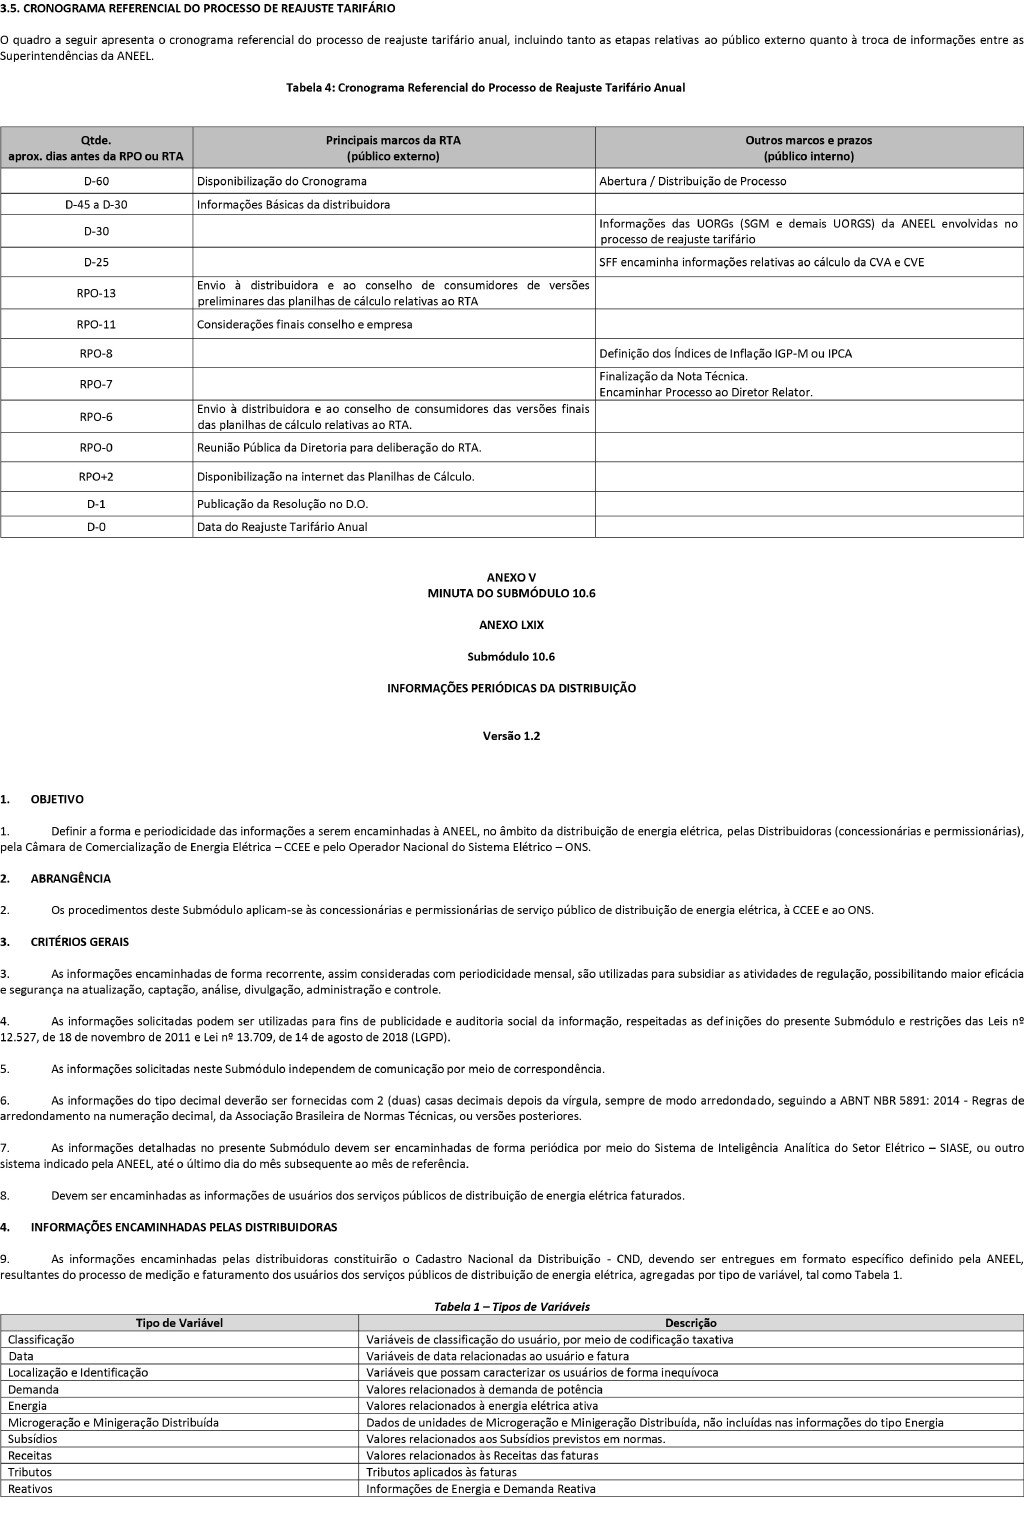 3.5. CRONOGRAMA REFERENCIAL DO PROCESSO DE REAJUSTE TARIFÁRIO
O quadro a seguir apresenta o cronograma referencial do processo de reajuste tarifário anual, incluindo tanto as etapas relativas ao público externo quanto à troca de informações entre as
Superintendências da ANEEL.
Tabela 4: Cronograma Referencial do Processo de Reajuste Tarifário Anual
Qtde.
aprox. dias antes da RPO ou RTA
Principais marcos da RTA
(público externo)
Outros marcos e prazos
(público interno)
D-60 Disponibilização do Cronograma Abertura / Distribuição de Processo
D-45 a D-30 Informações Básicas da distribuidora
D-30 Informações das UORGs (SGM e demais UORGS) da ANEEL envolvidas no
processo de reajuste tarifário
D-25 SFF encaminha informações relativas ao cálculo da CVA e CVE
RPO-13 Envio à distribuidora e ao conselho de consumidores de versões
preliminares das planilhas de cálculo relativas ao RTA
RPO-11 Considerações finais conselho e empresa
RPO-8 Definição dos Índices de Inflação IGP-M ou IPCA
RPO-7 Finalização da Nota Técnica.
Encaminhar Processo ao Diretor Relator.
RPO-6 Envio à distribuidora e ao conselho de consumidores das versões finais
das planilhas de cálculo relativas ao RTA.
RPO-0 Reunião Pública da Diretoria para deliberação do RTA.
RPO+2 Disponibilização na internet das Planilhas de Cálculo.
D-1 Publicação da Resolução no D.O.
D-0 Data do Reajuste Tarifário Anual
ANEXO V
MINUTA DO SUBMÓDULO 10.6
ANEXO LXIX
Submódulo 10.6
INFORMAÇÕES PERIÓDICAS DA DISTRIBUIÇÃO
Versão 1.2
1. OBJETIVO
1. Definir a forma e periodicidade das informações a serem encaminhadas à ANEEL, no âmbito da distribuição de energia elétrica, pelas Distribuidoras (concessionárias e permissionárias),
pela Câmara de Comercialização de Energia Elétrica – CCEE e pelo Operador Nacional do Sistema Elétrico – ONS.
2. ABRANGÊNCIA
2. Os procedimentos deste Submódulo aplicam-se às concessionárias e permissionárias de serviço público de distribuição de energia elétrica, à CCEE e ao ONS.
3. CRITÉRIOS GERAIS
3. As informações encaminhadas de forma recorrente, assim consideradas com periodicidade mensal, são utilizadas para subsidiar as atividades de regulação, possibilitando maior eficácia
e segurança na atualização, captação, análise, divulgação, administração e controle.
4. As informações solicitadas podem ser utilizadas para fins de publicidade e auditoria social da informação, respeitadas as definições do presente Submódulo e restrições das Leis nº
12.527, de 18 de novembro de 2011 e Lei nº 13.709, de 14 de agosto de 2018 (LGPD).
5. As informações solicitadas neste Submódulo independem de comunicação por meio de correspondência.
6. As informações do tipo decimal deverão ser fornecidas com 2 (duas) casas decimais depois da vírgula, sempre de modo arredondado, seguindo a ABNT NBR 5891: 2014 - Regras de
arredondamento na numeração decimal, da Associação Brasileira de Normas Técnicas, ou versões posteriores.
7. As informações detalhadas no presente Submódulo devem ser encaminhadas de forma periódica por meio do Sistema de Inteligência Analítica do Setor Elétrico – SIASE, ou outro
sistema indicado pela ANEEL, até o último dia do mês subsequente ao mês de referência.
8. Devem ser encaminhadas as informações de usuários dos serviços públicos de distribuição de energia elétrica faturados.
4. INFORMAÇÕES ENCAMINHADAS PELAS DISTRIBUIDORAS
9. As informações encaminhadas pelas distribuidoras constituirão o Cadastro Nacional da Distribuição - CND, devendo ser entregues em formato específico definido pela ANEEL,
resultantes do processo de medição e faturamento dos usuários dos serviços públicos de distribuição de energia elétrica, agregadas por tipo de variável, tal como Tabela 1.
Tabela 1 – Tipos de Variáveis
Tipo de Variável Descrição
Classificação Variáveis de classificação do usuário, por meio de codificação taxativa
Data Variáveis de data relacionadas ao usuário e fatura
Localização e Identificação Variáveis que possam caracterizar os usuários de forma inequívoca
Demanda Valores relacionados à demanda de potência
Energia Valores relacionados à energia elétrica ativa
Microgeração e Minigeração Distribuída Dados de unidades de Microgeração e Minigeração Distribuída, não incluídas nas informações do tipo Energia
Subsídios Valores relacionados aos Subsídios previstos em normas.
Receitas Valores relacionados às Receitas das faturas
Tributos Tributos aplicados às faturas
Reativos Informações de Energia e Demanda Reativa